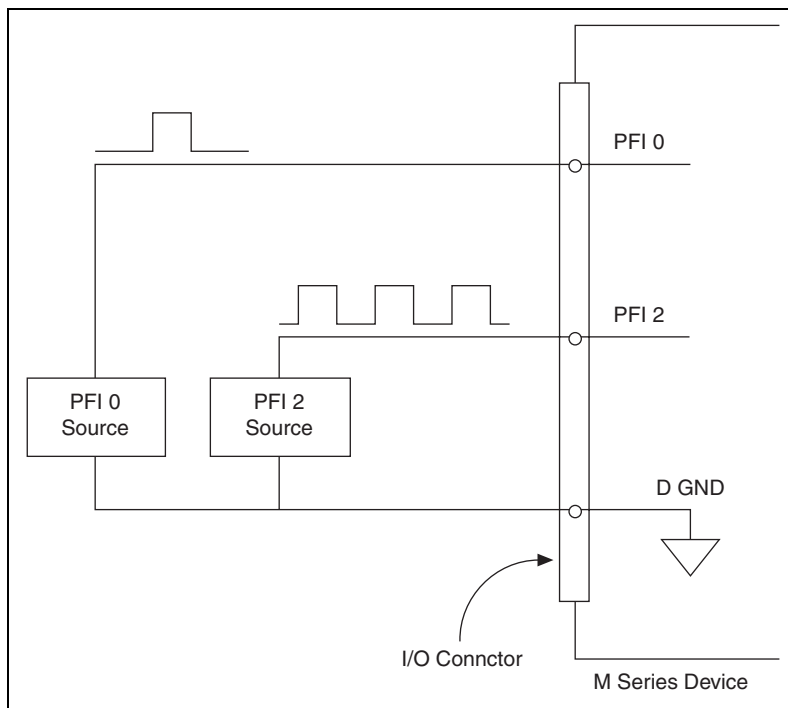 PFI 0
PFI 2
PFI 0
Source
PFI 2
Source
D GND
I/O Connctor
M Series Device